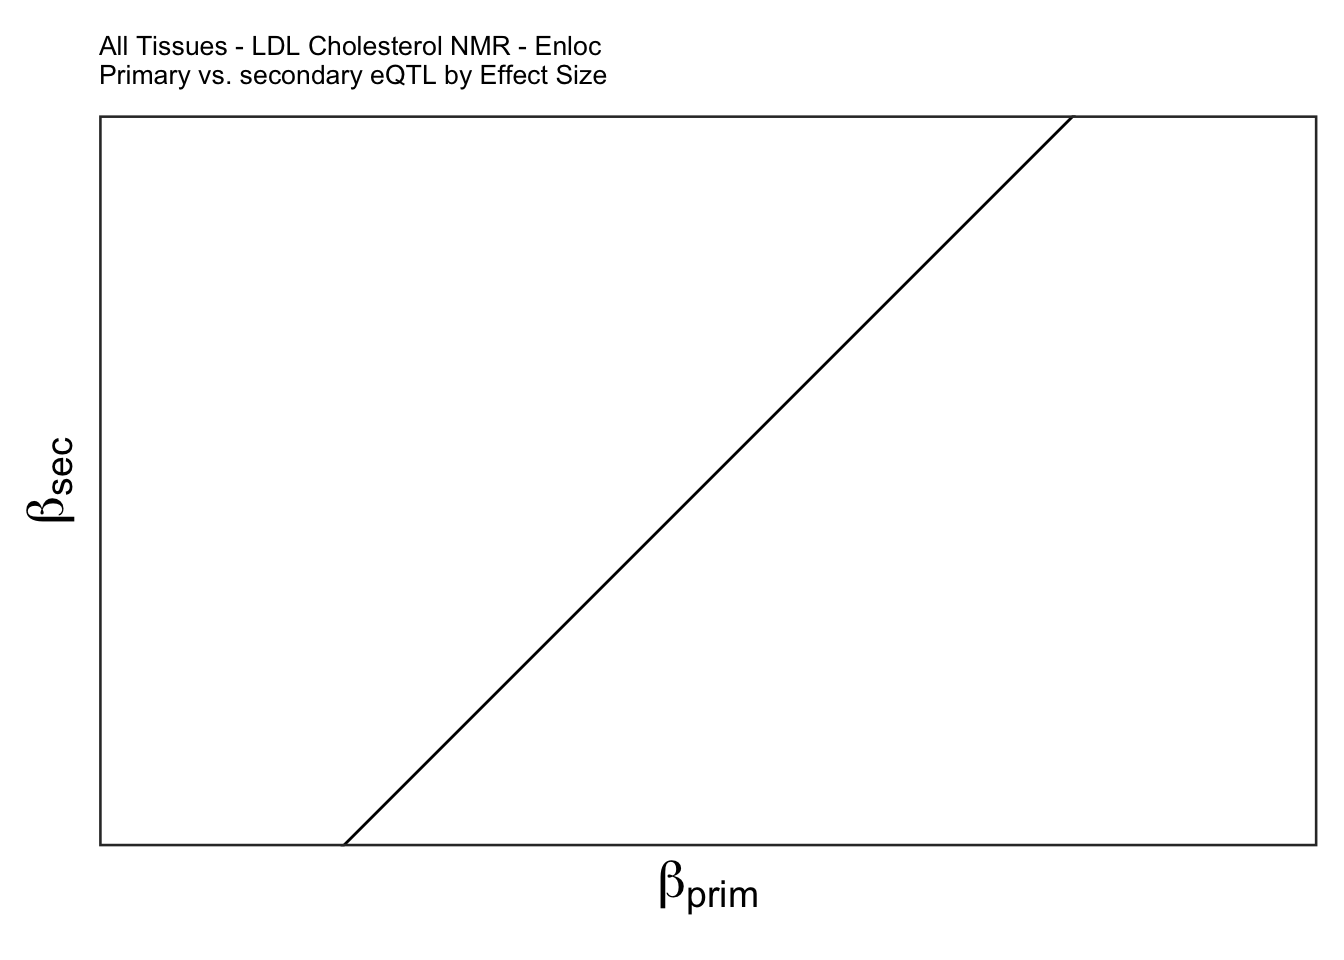 All Tissues - LDL Cholesterol NMR - Enloc
Primary vs. secondary eQTL by Effect Size
βsec
βprim